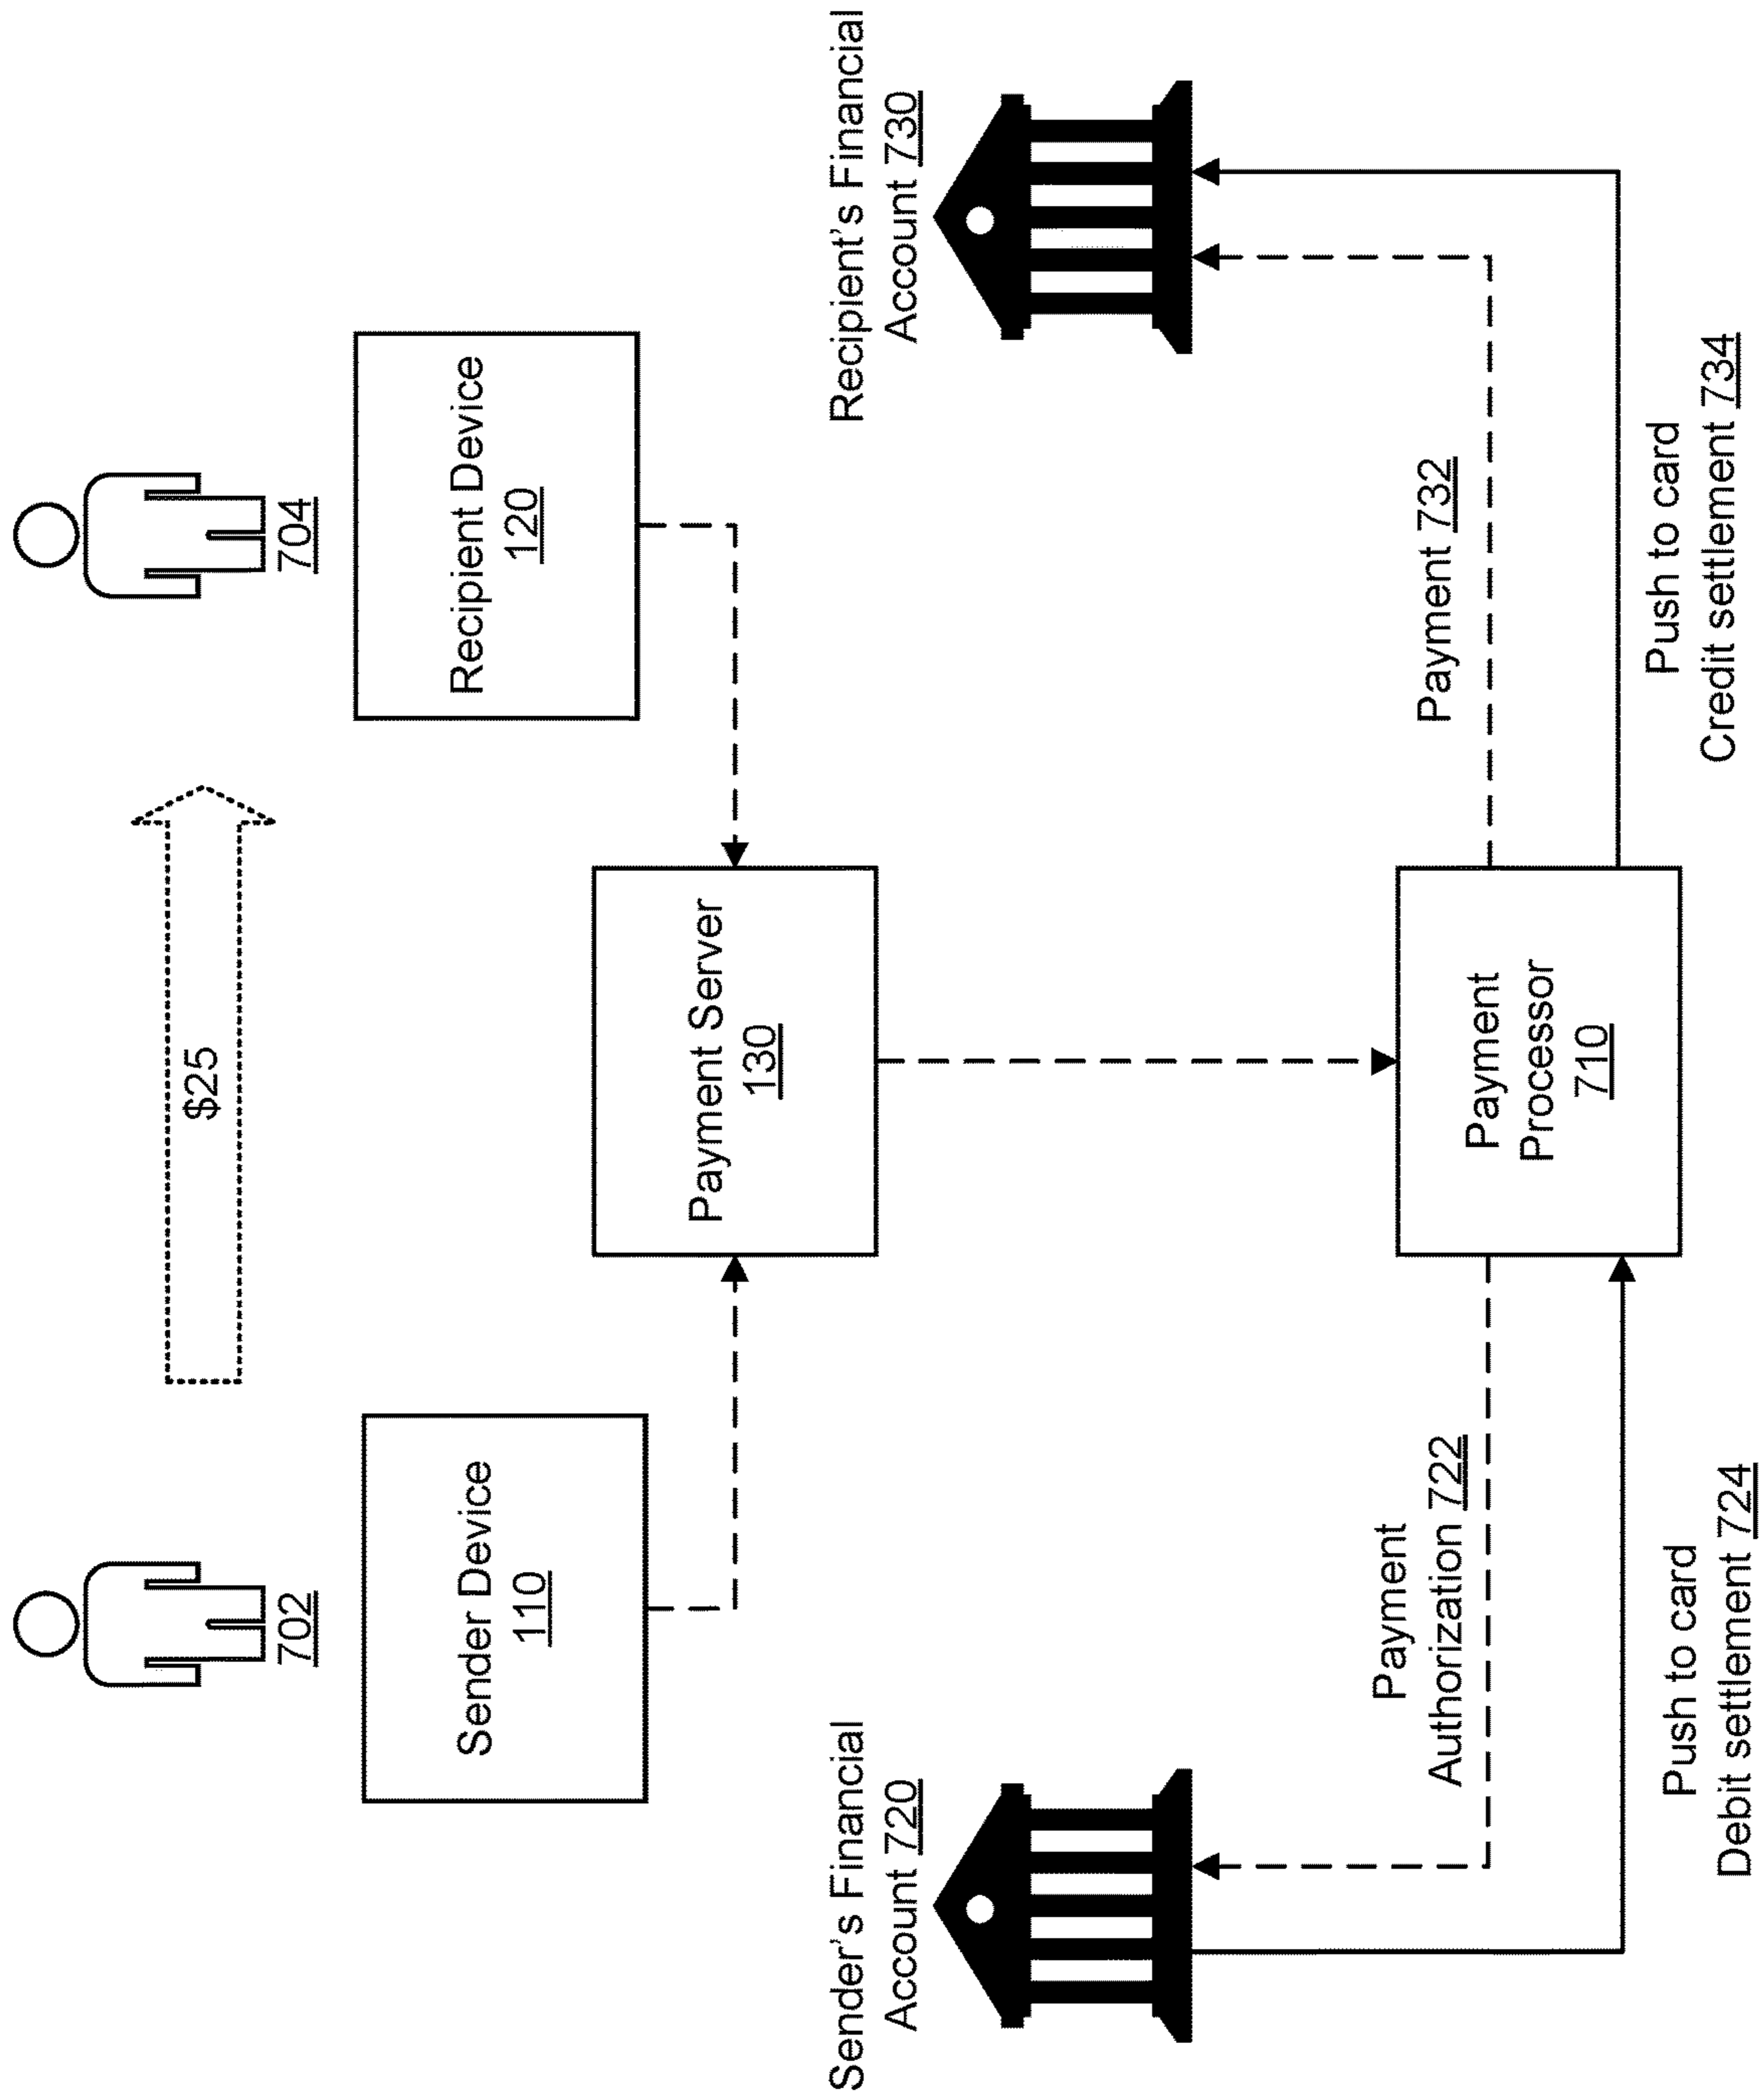 $25
702
704
Sender Device
110
Recipient Device
120
Payment Server
130
Sender's Financial
Account 720
Recipient's Financial
Account 730
Payment
Authorization 722
Payment 732
Payment
Processor
710
Push to card
Debit settlement 724
Push to card
Credit settlement 734